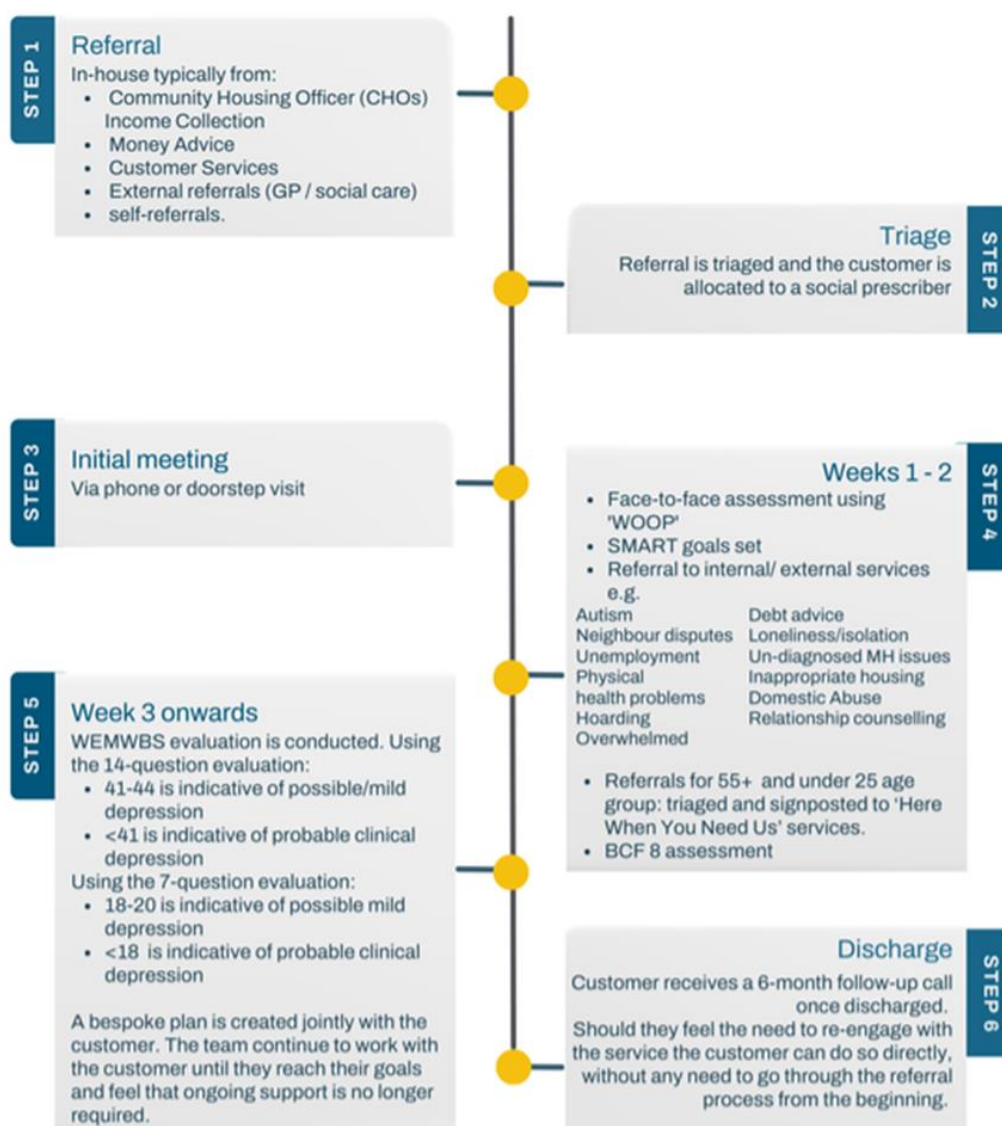 STEP 1
Referral
In-house typically from:
• Community Housing Officer (CHOs)
Income Collection
• Money Advice
• Customer Services
• External referrals (GP / social care)
• self-referrals.
STEP 2
Triage
Referral is triaged and the customer is
allocated to a social prescriber
STEP 3
Initial meeting
Via phone or doorstep visit
STEP 4
Weeks 1 - 2
• Face-to-face assessment using
'WOOP'
• SMART goals set
• Referral to internal/ external services
e.g.
Autism
Neighbour disputes
Unemployment
Physical
health problems
Hoarding
Overwhelmed
Debt advice
Loneliness/isolation
Un-diagnosed MH issues
Inappropriate housing
Domestic Abuse
Relationship counselling
• Referrals for 55+ and under 25 age
group: triaged and signposted to ‘Here
When You Need Us’ services.
• BCF 8 assessment
STEP 5
Week 3 onwards
WEMWBS evaluation is conducted. Using
the 14-question evaluation:
• 41-44 is indicative of possible/mild
depression
• <41 is indicative of probable clinical
depression
Using the 7-question evaluation:
• 18-20 is indicative of possible mild
depression
• <18 is indicative of probable clinical
depression
A bespoke plan is created jointly with the
customer. The team continue to work with
the customer until they reach their goals
and feel that ongoing support is no longer
required.
STEP 6
Discharge
Customer receives a 6-month follow-up call
once discharged.
Should they feel the need to re-engage with
the service the customer can do so directly,
without any need to go through the referral
process from the beginning.